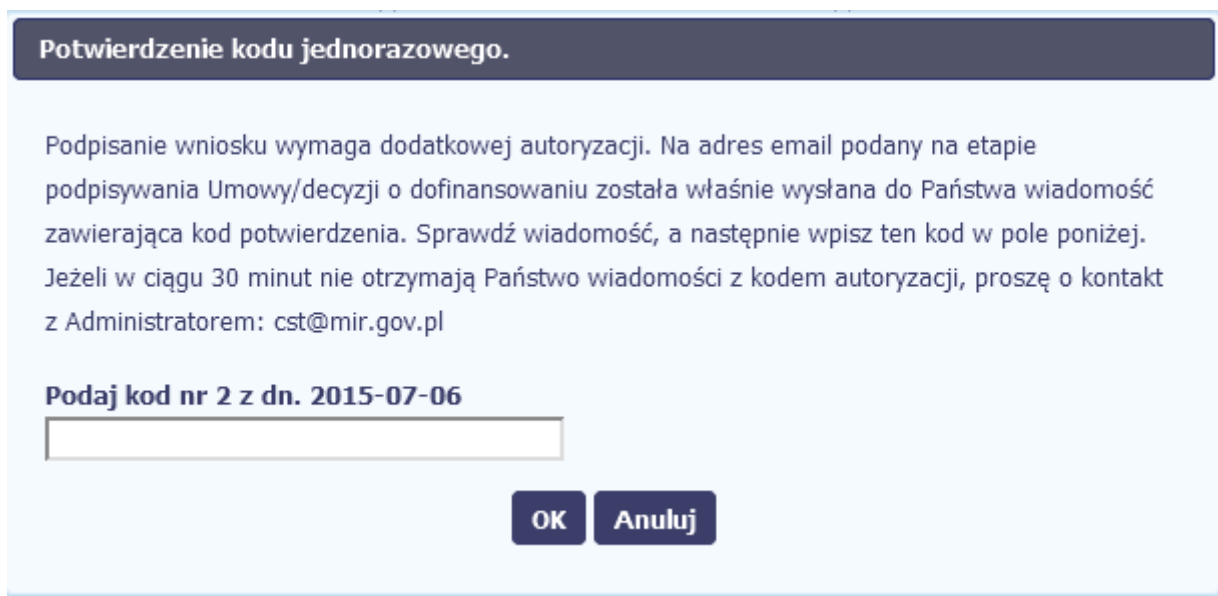 Potwierdzenie kodu jednorazowego.
Podpisanie wniosku wymaga dodatkowej autoryzacji. Na adres email podany na etapie
podpisywania Umowy/decyzji o dofinansowaniu została właśnie wysłana do Państwa wiadomość
zawierająca kod potwierdzenia. Sprawdź wiadomość, a następnie wpisz ten kod w pole poniżej.
Jeżeli w ciągu 30 minut nie otrzymają Państwo wiadomości z kodem autoryzacji, proszę o kontakt
z Administratorem: cst@mir.gov.pl
Podaj kod nr 2 z dn. 2015-07-06
OK Anuluj